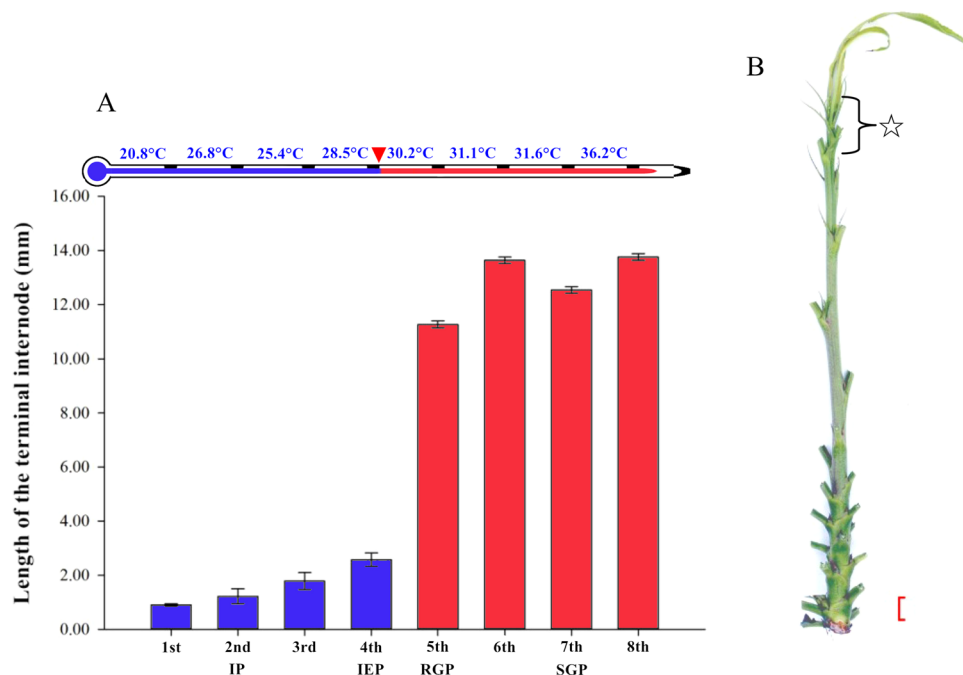 A
B
20.8°C 26.8°C 25.4°C 28.5°C 30.2°C 31.1°C 31.6°C 36.2°C
Length of the terminal internode (mm)
16.00
14.00
12.00
10.00
8.00
6.00
4.00
2.00
0.00
1st 2nd 3rd 4th 5th 6th 7th 8th
IP IEP RGP SGP